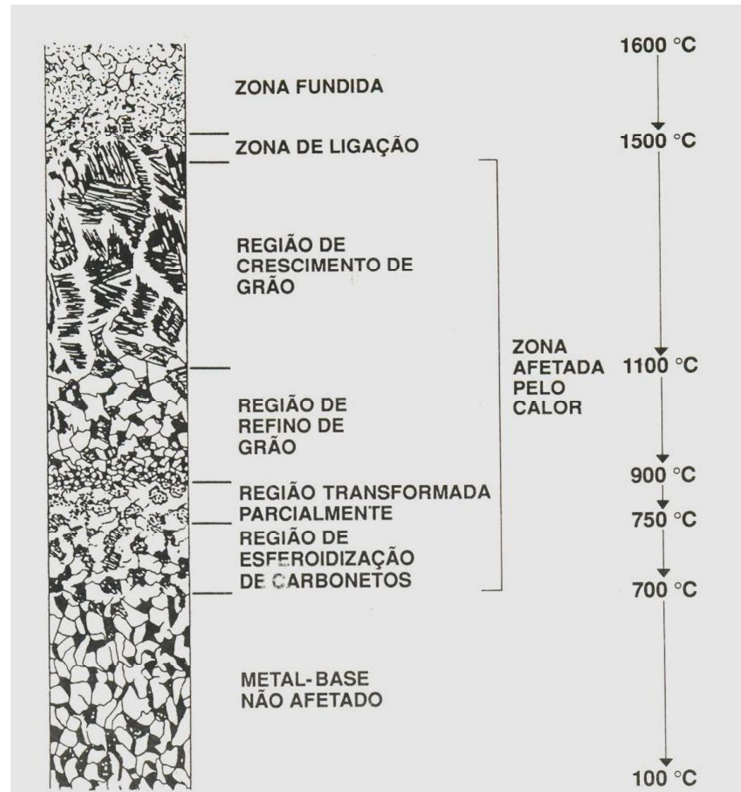 1600 °C
ZONA FUNDIDA
1500 °C
ZONA DE LIGAÇÃO
REGIÃO DE
CRESCIMENTO DE
GRÃO
ZONA
AFETADA
PELO
CALOR
1100 °C
REGIÃO DE
REFINO DE
GRÃO
900 °C
REGIÃO TRANSFORMADA
PARCIALMENTE
750 °C
REGIÃO DE
ESFEROIDIZAÇÃO
DE CARBONETOS
700 °C
METAL-BASE
NÃO AFETADO
100 °C